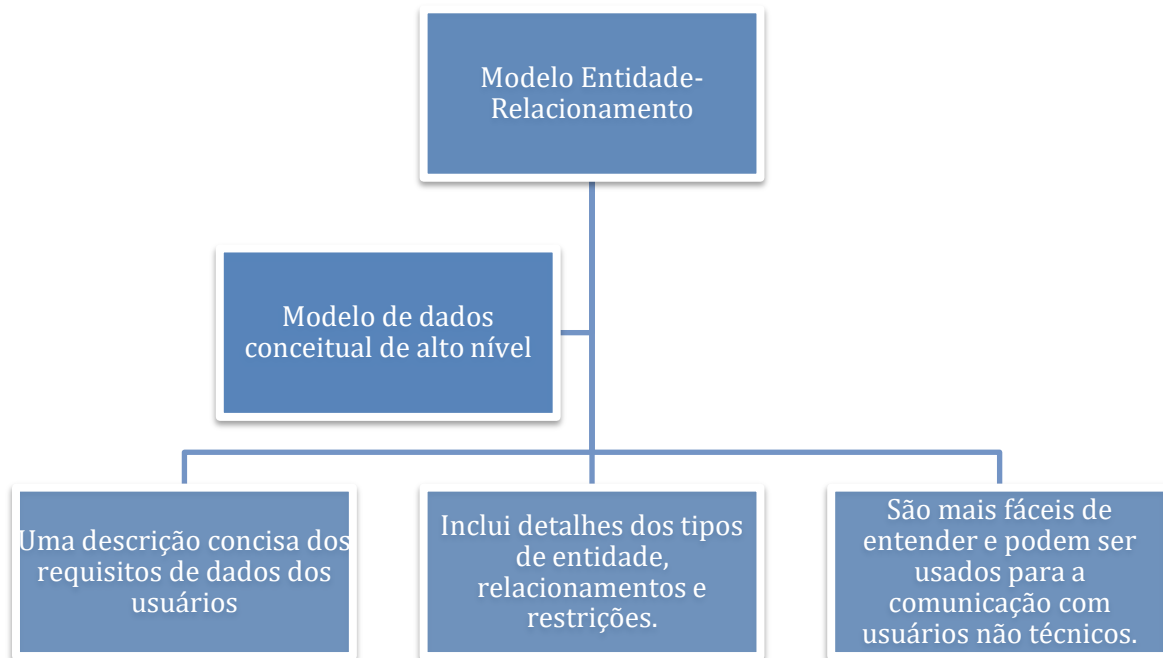 Modelo Entidade-
Relacionamento
Modelo de dados
conceitual de alto nível
Uma descrição concisa dos
requisitos de dados dos
usuários
Inclui detalhes dos tipos
de entidade,
relacionamentos e
restrições.
São mais fáceis de
entender e podem ser
usados para a
comunicação com
usuários não técnicos.